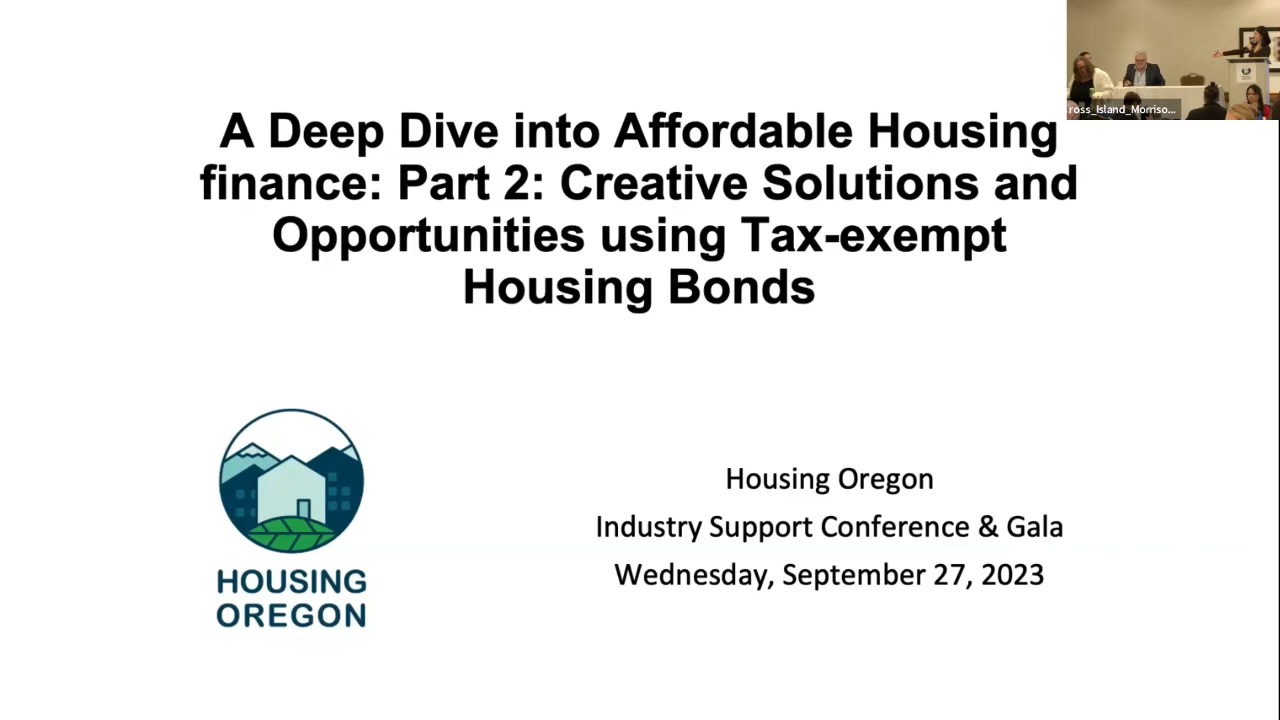 A Deep Dive into Affordable Housing
finance: Part 2: Creative Solutions and
Opportunities using Tax-exempt
Housing Bonds
Housing Oregon
Industry Support Conference & Gala
Wednesday, September 27, 2023
HOUSING
OREGON
ross_Island_Morriso...